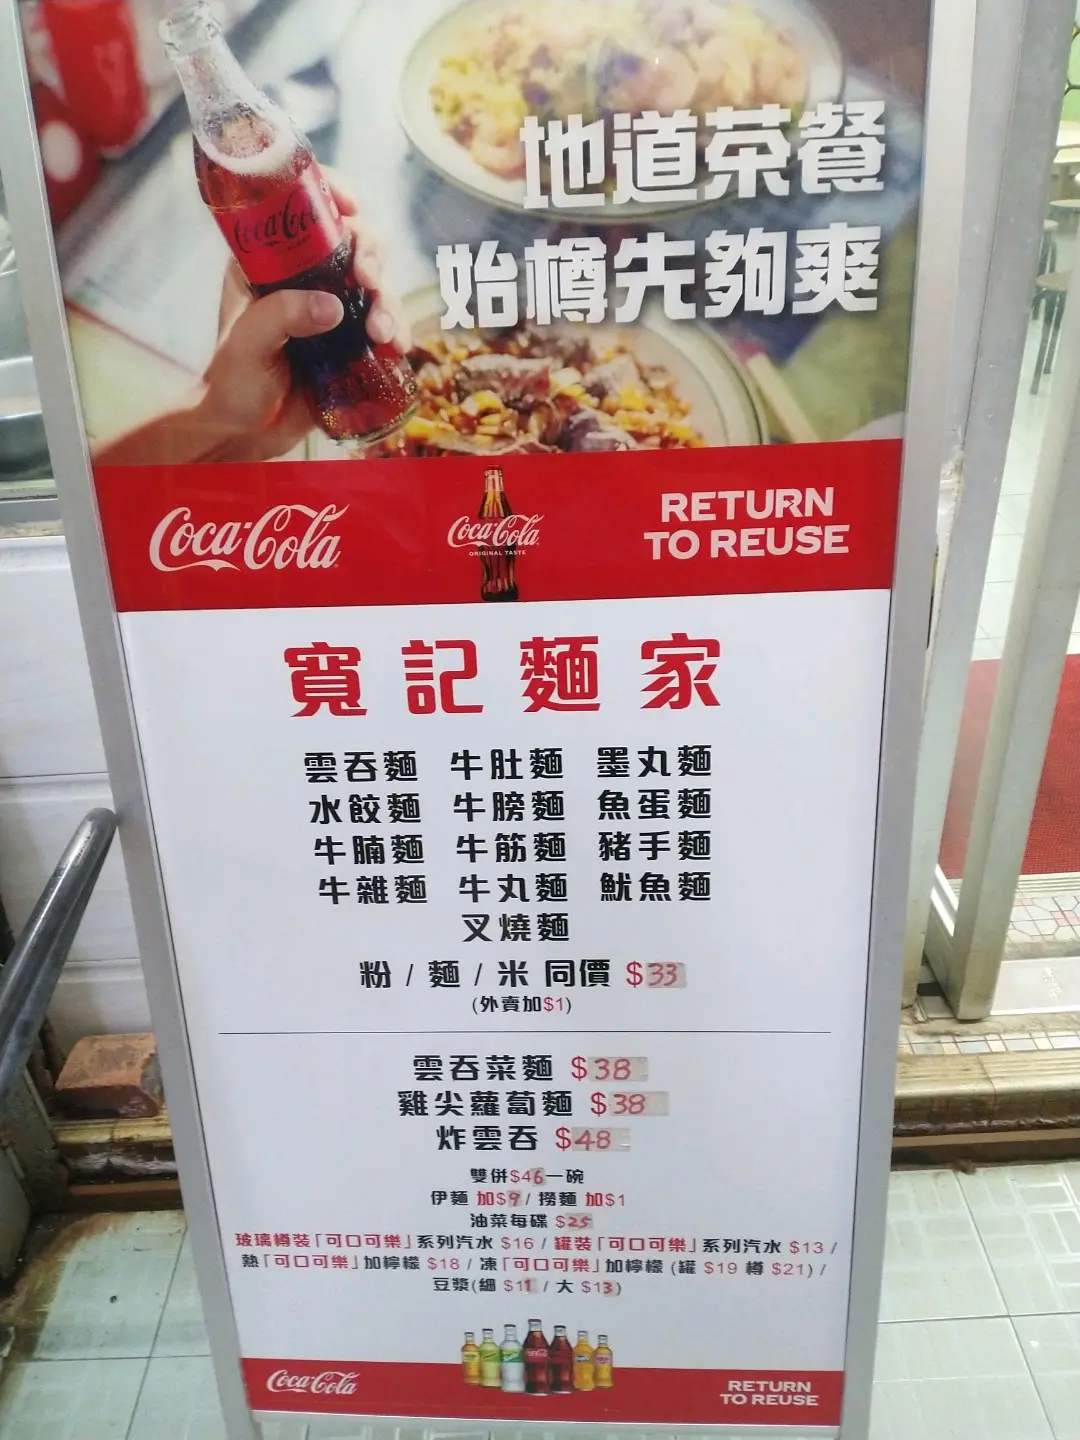 地道茶餐
始樽先夠爽
Coca-Cola
Coca-Cola
ORIGINAL TASTE
RETURN
TO REUSE
寬記麵家
雲吞麵 牛肚麵 墨丸麵
水餃麵 牛膀麵 魚蛋麵
牛腩麵 牛筋麵 豬手麵
牛雜麵 牛丸麵 魷魚麵
叉燒麵
粉 / 麵 / 米 同價 $33
(外賣加$1)
雲吞菜麵 $38
雞尖蘿蔔麵 $38
炸雲吞 $48
雙併$46一碗
伊麵 加$9 / 撈麵 加$1
油菜每碟 $25
玻璃樽裝「可口可樂」系列汽水 $16 / 罐裝「可口可樂」系列汽水 $13 /
熱「可口可樂」加檸檬 $18 / 凍「可口可樂」加檸檬 (罐 $19 樽 $21) /
豆漿(細 $11 / 大 $13)
Coca-Cola
RETURN
TO REUSE